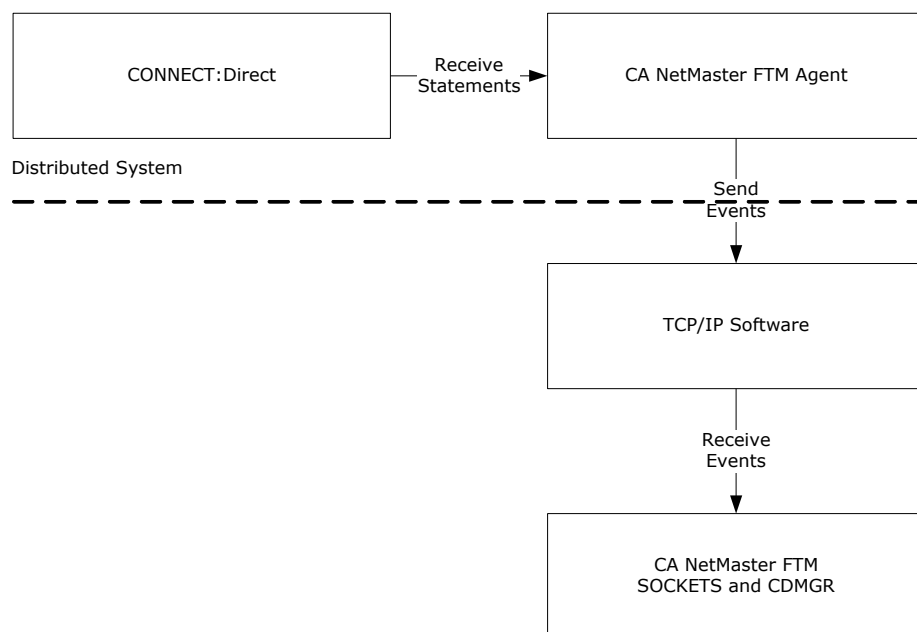 CONNECT:Direct
Receive
Statements
CA NetMaster FTM Agent
Distributed System
Send
Events
TCP/IP Software
Receive
Events
CA NetMaster FTM
SOCKETS and CDMGR